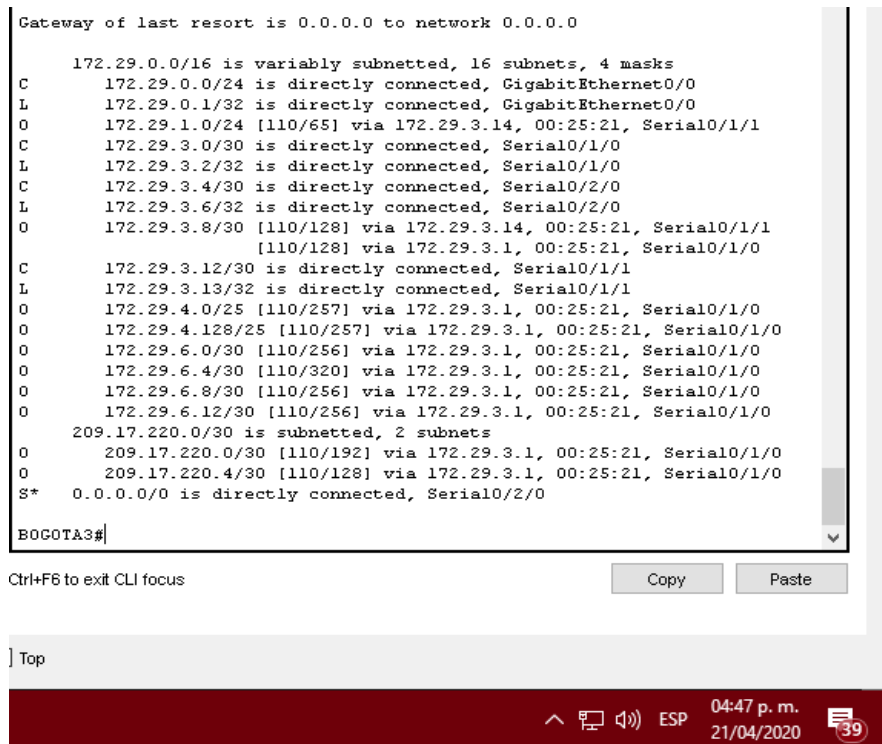 Gateway of last resort is 0.0.0.0 to network 0.0.0.0
172.29.0.0/16 is variably subnetted, 16 subnets, 4 masks
C 172.29.0.0/24 is directly connected, GigabitEthernet0/0
L 172.29.0.1/32 is directly connected, GigabitEthernet0/0
O 172.29.1.0/24 [110/65] via 172.29.3.14, 00:25:21, Serial0/1/1
C 172.29.3.0/30 is directly connected, Serial0/1/0
L 172.29.3.2/32 is directly connected, Serial0/1/0
C 172.29.3.4/30 is directly connected, Serial0/2/0
L 172.29.3.6/32 is directly connected, Serial0/2/0
O 172.29.3.8/30 [110/128] via 172.29.3.14, 00:25:21, Serial0/1/1
[110/128] via 172.29.3.1, 00:25:21, Serial0/1/0
C 172.29.3.12/30 is directly connected, Serial0/1/1
L 172.29.3.13/32 is directly connected, Serial0/1/1
O 172.29.4.0/25 [110/257] via 172.29.3.1, 00:25:21, Serial0/1/0
O 172.29.4.128/25 [110/257] via 172.29.3.1, 00:25:21, Serial0/1/0
O 172.29.6.0/30 [110/256] via 172.29.3.1, 00:25:21, Serial0/1/0
O 172.29.6.4/30 [110/320] via 172.29.3.1, 00:25:21, Serial0/1/0
O 172.29.6.8/30 [110/256] via 172.29.3.1, 00:25:21, Serial0/1/0
O 172.29.6.12/30 [110/256] via 172.29.3.1, 00:25:21, Serial0/1/0
209.17.220.0/30 is subnetted, 2 subnets
O 209.17.220.0/30 [110/192] via 172.29.3.1, 00:25:21, Serial0/1/0
O 209.17.220.4/30 [110/128] via 172.29.3.1, 00:25:21, Serial0/1/0
S* 0.0.0.0/0 is directly connected, Serial0/2/0
BOGOTA3#
Ctrl+F6 to exit CLI focus
Copy
Paste
Top
ESP
04:47 p. m.
21/04/2020
39